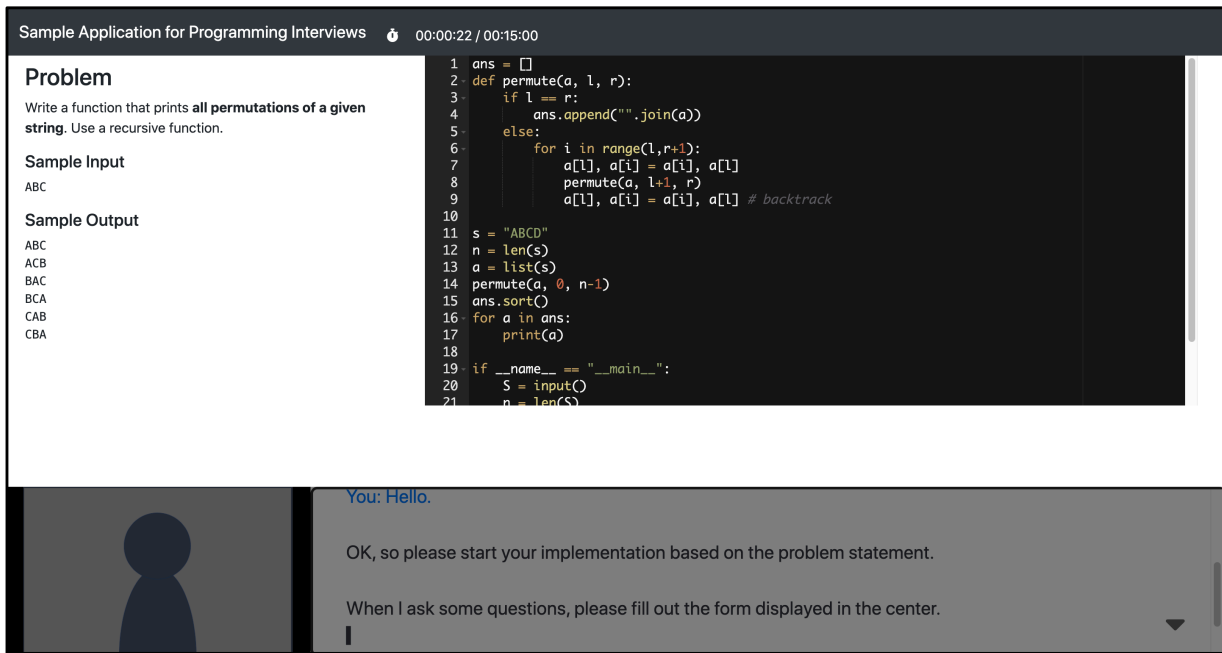 Sample Application for Programming Interviews 00:00:22 / 00:15:00
Problem
Write a function that prints all permutations of a given
string. Use a recursive function.
Sample Input
ABC
Sample Output
ABC
ACB
BAC
BCA
CAB
CBA
1 ans = []
2 def permute(a, l, r):
3     if l == r:
4         ans.append("".join(a))
5     else:
6         for i in range(l,r+1):
7             a[l], a[i] = a[i], a[l]
8             permute(a, l+1, r)
9             a[l], a[i] = a[i], a[l] # backtrack
10
11 s = "ABCD"
12 n = len(s)
13 a = list(s)
14 permute(a, 0, n-1)
15 ans.sort()
16 for a in ans:
17     print(a)
18
19 if __name__ == "__main__":
20     S = input()
21     n = len(S)
You: Hello.
OK, so please start your implementation based on the problem statement.
When I ask some questions, please fill out the form displayed in the center.